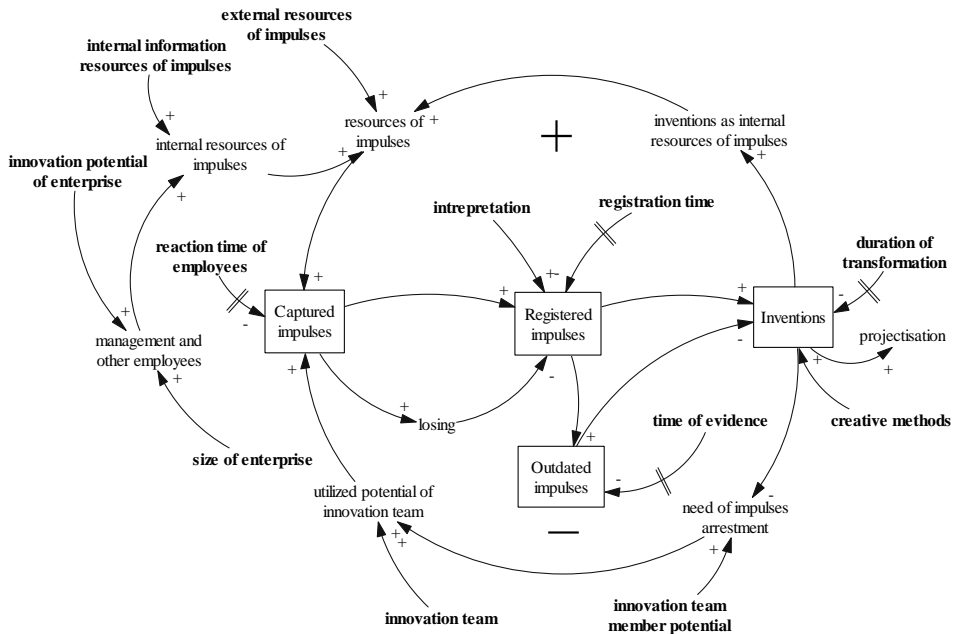 external resources
of impulses
internal information
resources of impulses
+
+
resources of
impulses
+
inventions as internal
resources of impulses
+
+
internal resources of
impulses
+
+
innovation potential
of enterprise
+
intrepretation
registration time
reaction time of
employees
duration of
transformation
+
+
+-
+
-
Captured
impulses
Registered
impulses
Inventions
-
+
-
projectisation
management and
other employees
+
+
-
+
+
+
losing
time of evidence
creative methods
size of enterprise
+
Outdated
impulses
-
utilized potential of
innovation team
-
need of impulses
arrestment
+
+
+
−
innovation team
innovation team
member potential